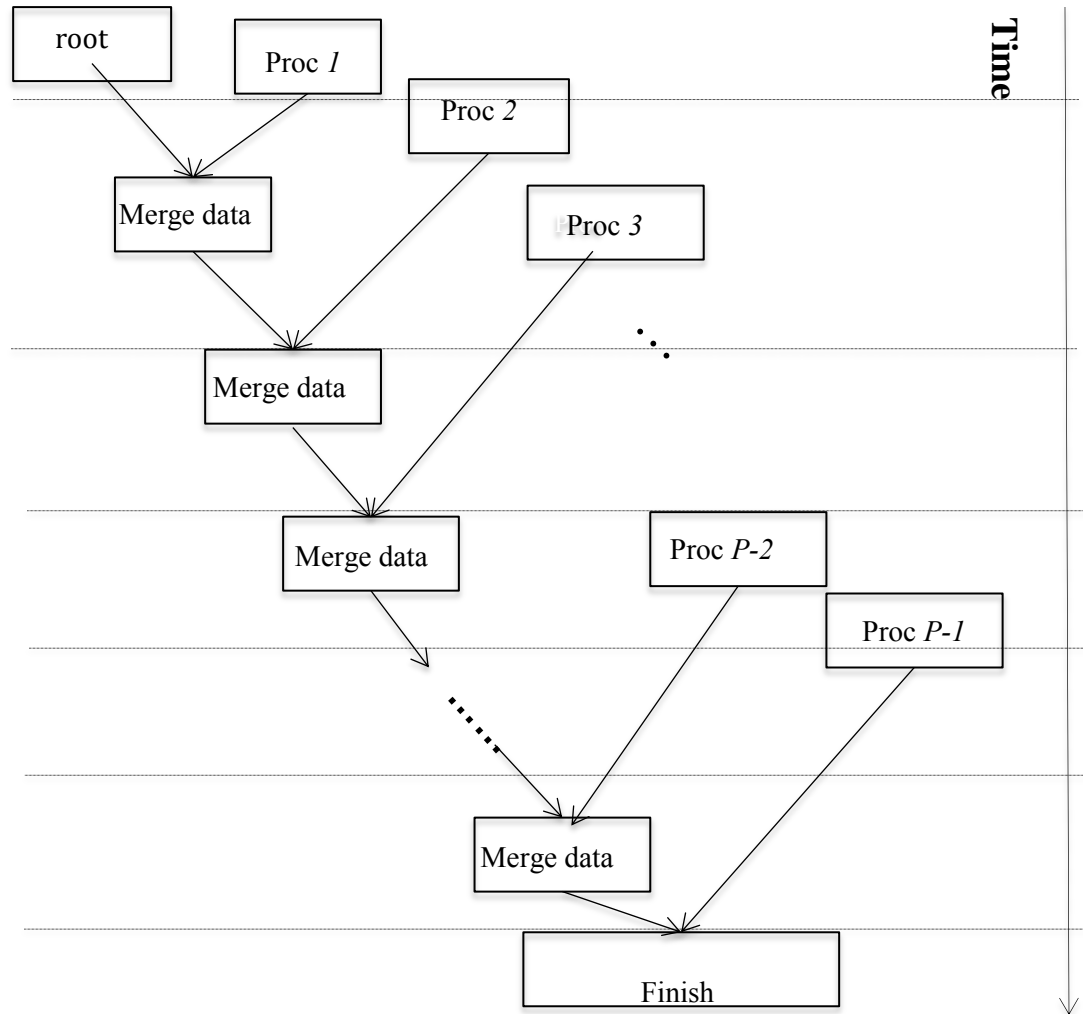 root
Proc 1
Time
Proc 2
Merge data
Proc 3
Merge data
Merge data
Proc P-2
Proc P-1
Merge data
Finish